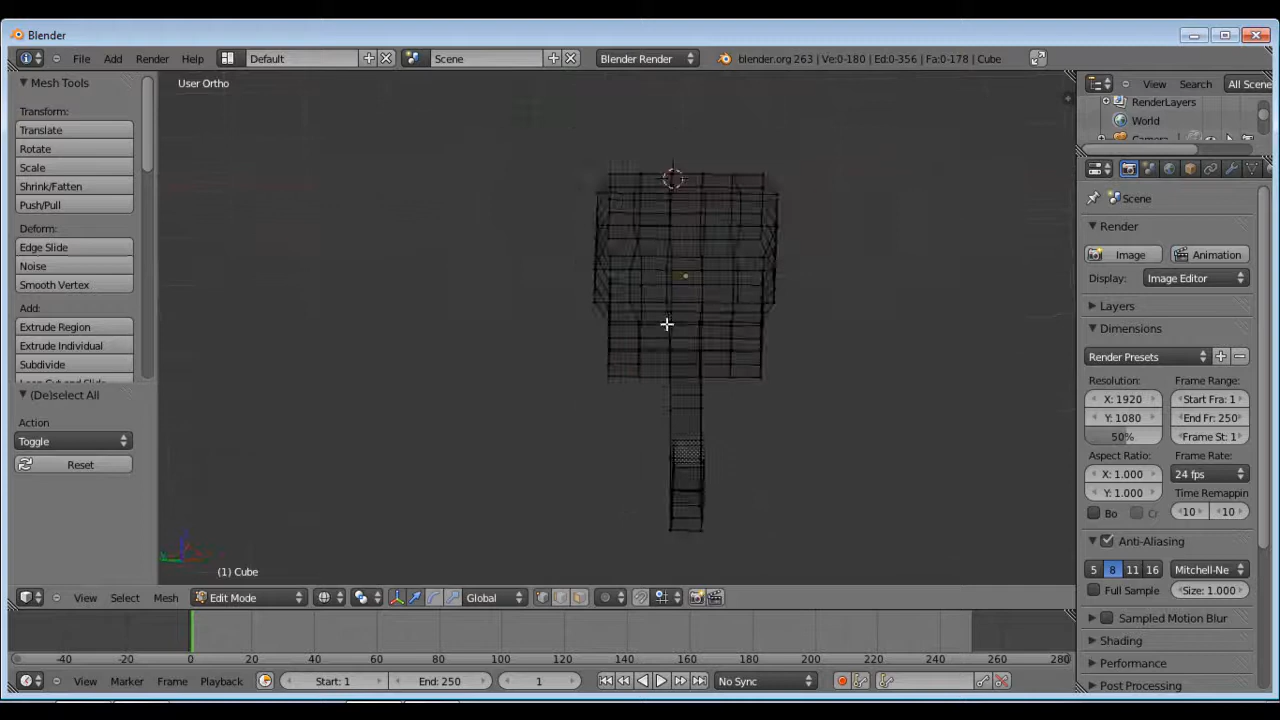 Blender
File Add Render Help Default Scene Blender Render blender.org 263 | Ve:0-180 | Ed:0-356 | Fa:0-178 | Cube
Mesh Tools
Transform:
Translate
Rotate
Scale
Shrink/Fatten
Push/Pull
Deform:
Edge Slide
Noise
Smooth Vertex
Add:
Extrude Region
Extrude Individual
Subdivide
Loop Cut and Slide
(De)select All
Action
Toggle
Reset
User Ortho
(1) Cube
View Select Mesh Edit Mode Global
-40 -20 0 20 40 60 80 100 120 140 160 180 200 220 240 260 280
View Marker Frame Playback Start: 1 End: 250 1 No Sync
View Search All Scene
RenderLayers
World
Camera
Scene
Render
Image Animation
Display: Image Editor
Layers
Dimensions
Render Presets
Resolution: Frame Range:
X: 1920 Start Fra: 1
Y: 1080 End Fr: 250
50% Frame St: 1
Aspect Ratio: Frame Rate:
X: 1.000 24 fps
Y: 1.000 Time Remappin
Bo Cr 10 10
Anti-Aliasing
5 8 11 16 Mitchell-Ne
Full Sample Size: 1.000
Sampled Motion Blur
Shading
Performance
Post Processing